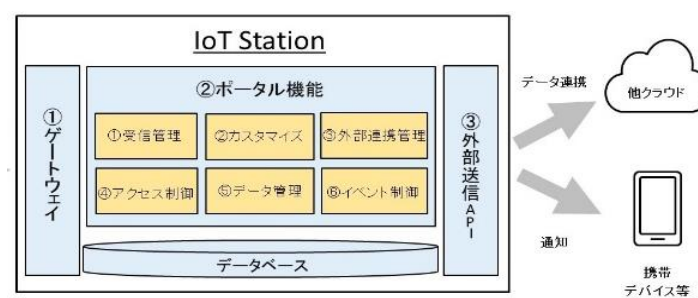 IoT Station
①ゲートウェイ
②ポータル機能
①受信管理
②カスタマイズ
③外部連携管理
④アクセス制御
⑤データ管理
⑥イベント制御
データベース
③外部送信API
データ連携
他クラウド
通知
携帯
デバイス等